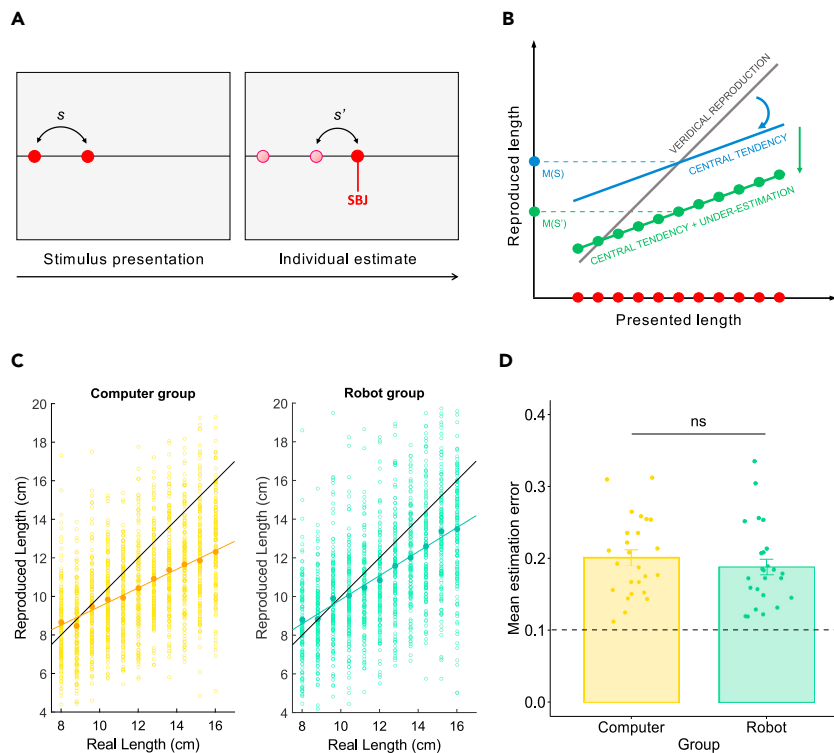 A
s
s'
SBJ
Stimulus presentation
Individual estimate
B
Reproduced length
M(S)
M(S')
VERIDICAL REPRODUCTION
CENTRAL TENDENCY
CENTRAL TENDENCY + UNDER-ESTIMATION
Presented length
C
Computer group
Reproduced Length (cm)
20
18
16
14
12
10
8
6
4
8 10 12 14 16
Real Length (cm)
Robot group
Reproduced Length (cm)
20
18
16
14
12
10
8
6
4
8 10 12 14 16
Real Length (cm)
D
Mean estimation error
0.4
0.3
0.2
0.1
0.0
ns
Computer Robot
Group